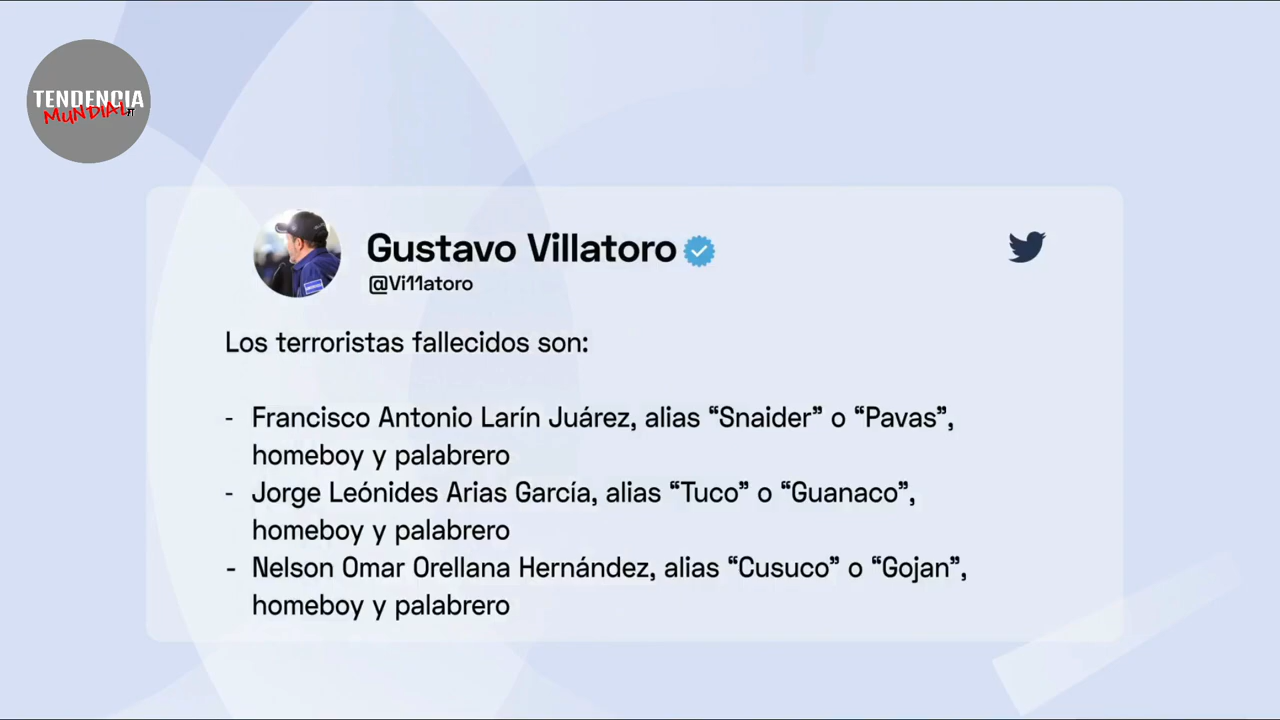 TENDENCIA
MUNDIAL
Gustavo Villatoro
@Vi11atoro
Los terroristas fallecidos son:
- Francisco Antonio Larín Juárez, alias “Snaider” o “Pavas”,
homeboy y palabrero
- Jorge Leónides Arias García, alias “Tuco” o “Guanaco”,
homeboy y palabrero
- Nelson Omar Orellana Hernández, alias “Cusuco” o “Gojan”,
homeboy y palabrero